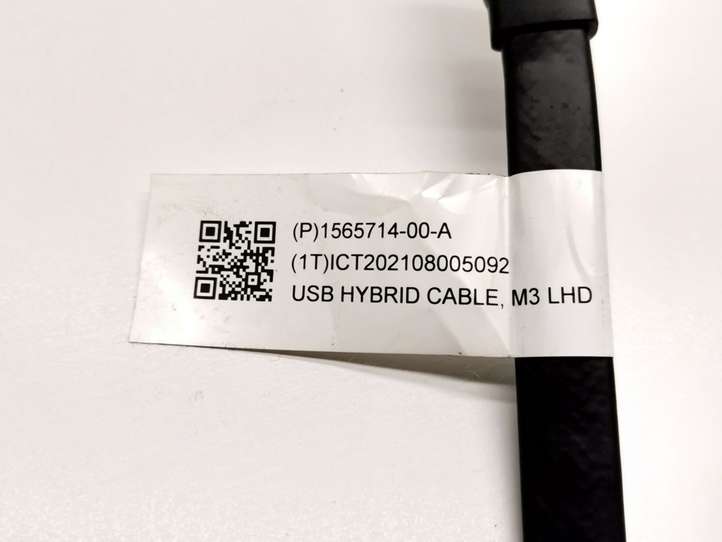 (P)1565714-00-A
(1T)ICT202108005092
USB HYBRID CABLE, M3 LHD